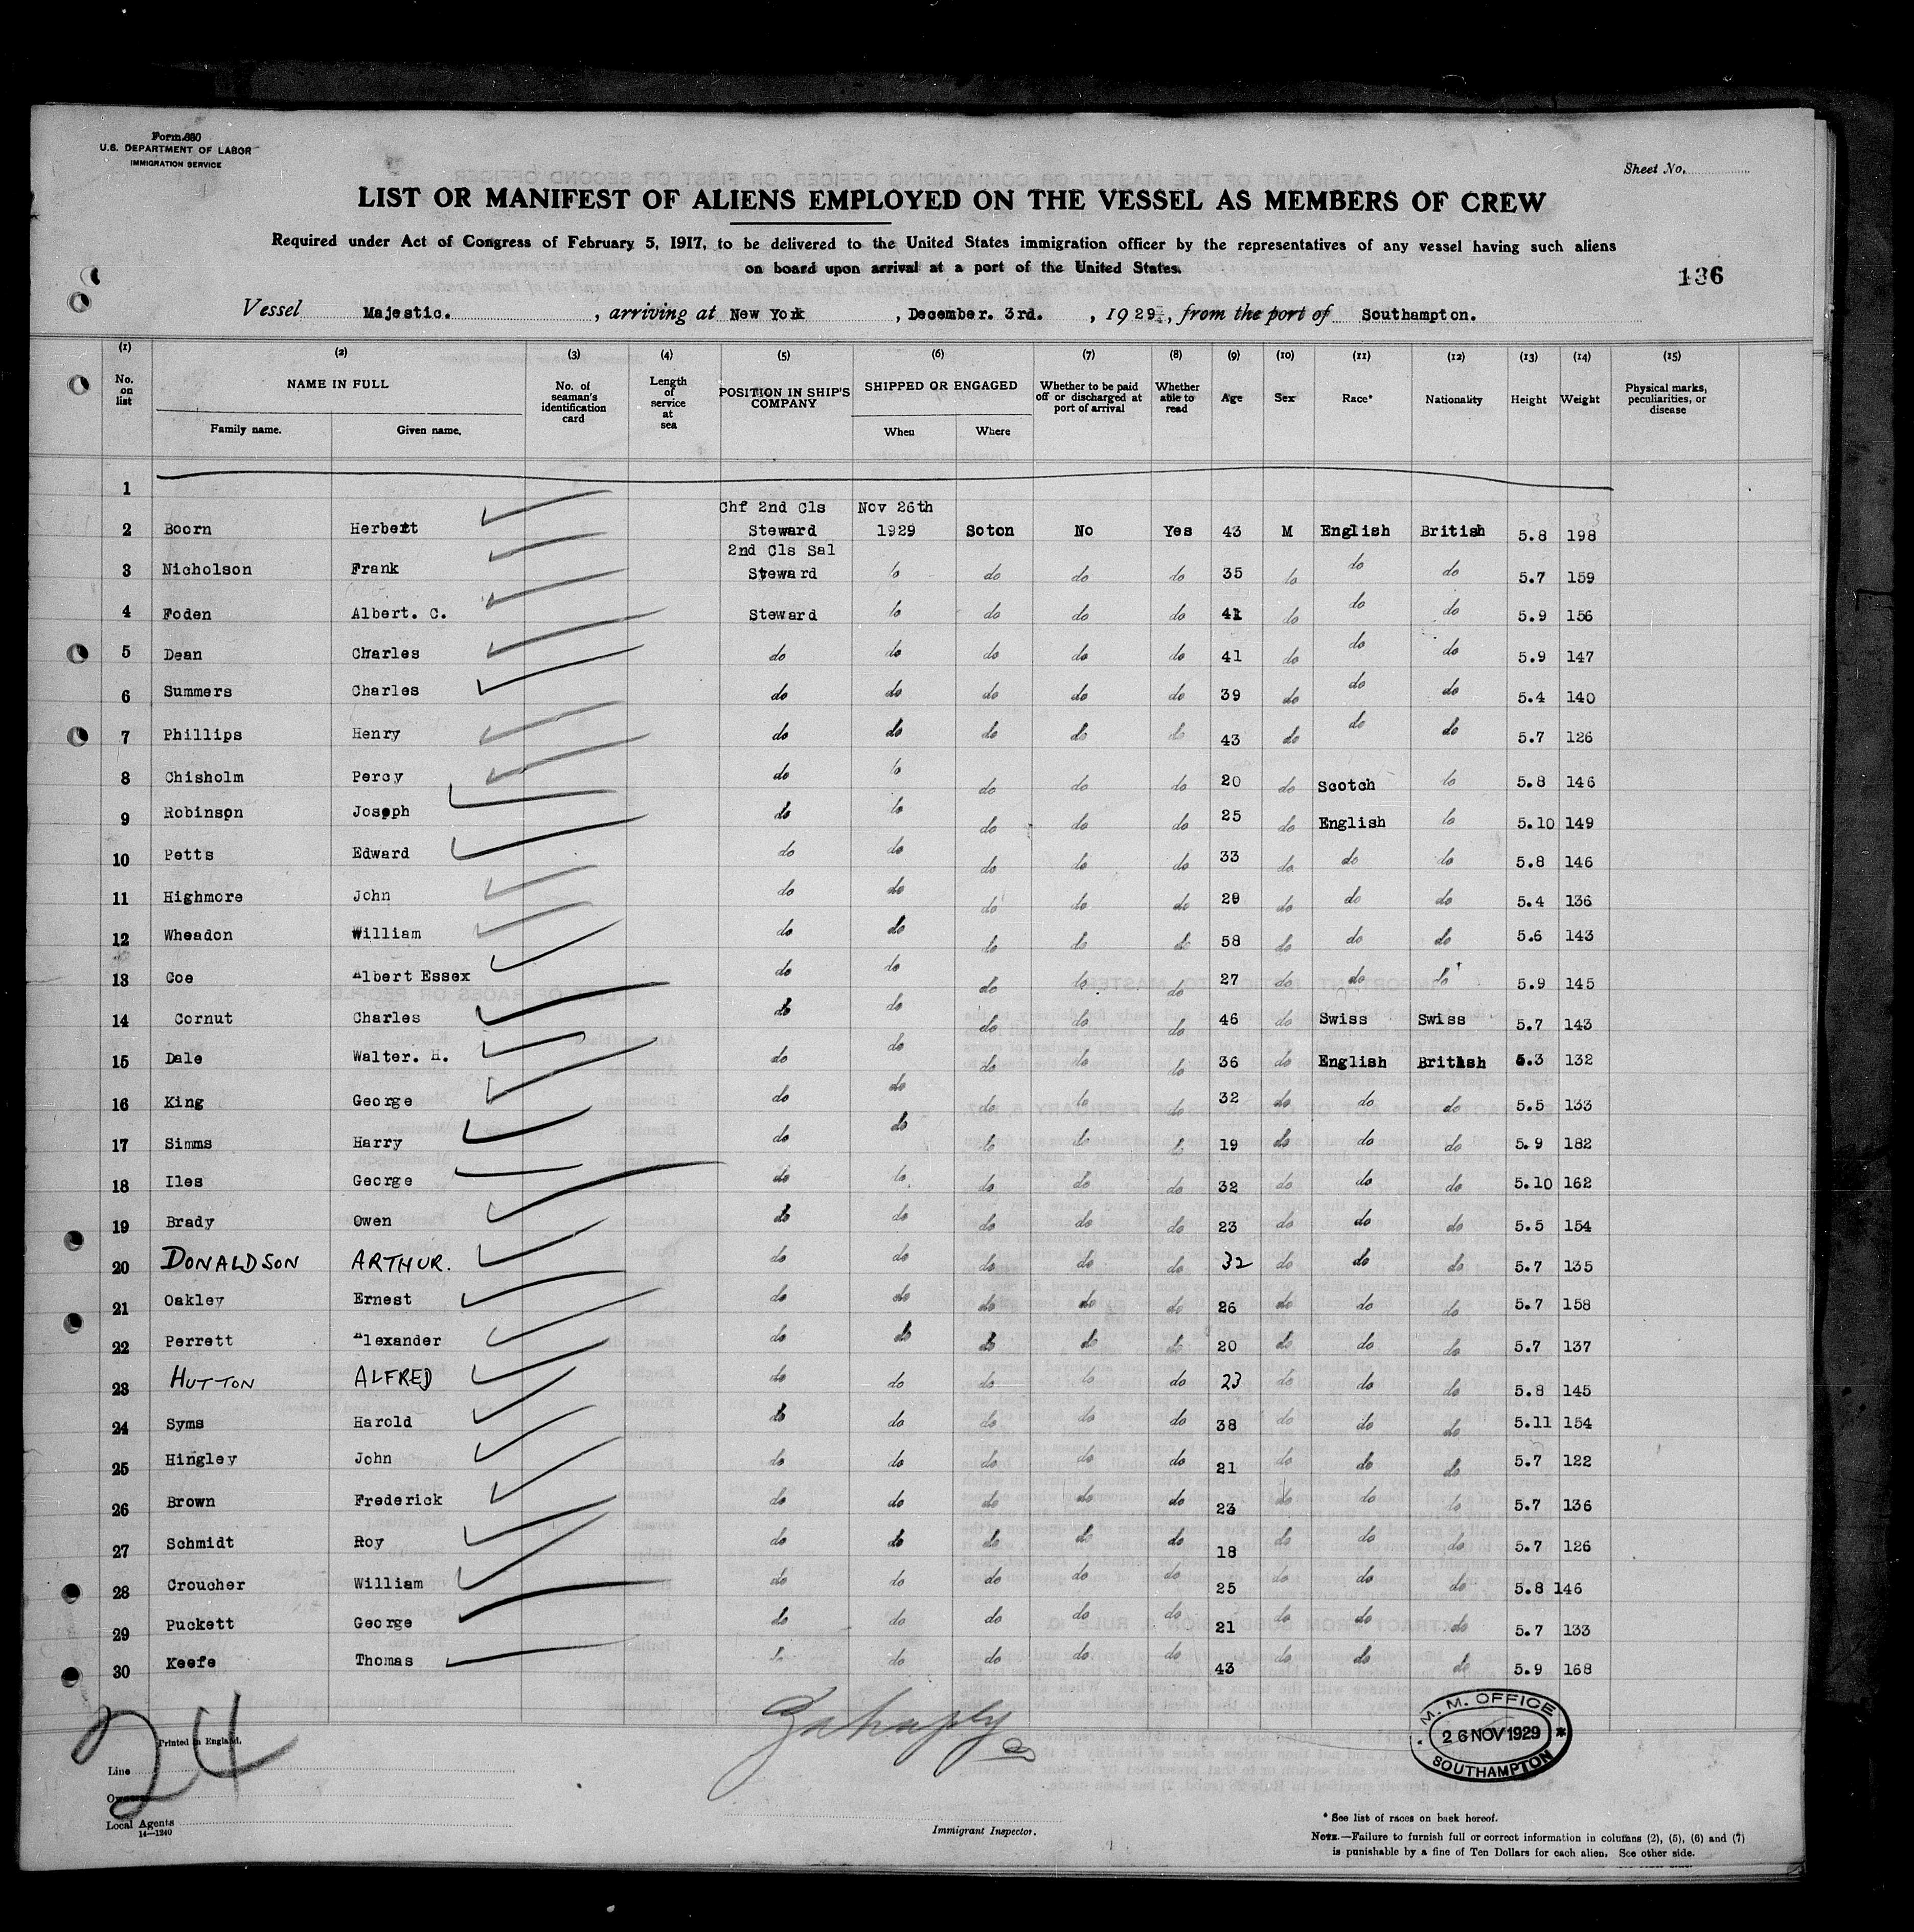 Form 680
U.S. DEPARTMENT OF LABOR
IMMIGRATION SERVICE
Sheet No.
LIST OR MANIFEST OF ALIENS EMPLOYED ON THE VESSEL AS MEMBERS OF CREW
Required under Act of Congress of February 5, 1917, to be delivered to the United States immigration officer by the representatives of any vessel having such aliens
on board upon arrival at a port of the United States.
136
Vessel Majestic. , arriving at New York , December. 3rd. , 1929 , from the port of Southampton.
(1) (2) (3) (4) (5) (6) (7) (8) (9) (10) (11) (12) (13) (14) (15)
No. on list NAME IN FULL Family name. Given name. No. of seaman's identification card Length of service at sea POSITION IN SHIP'S COMPANY SHIPPED OR ENGAGED When Where Whether to be paid off or discharged at port of arrival Whether able to read Age Sex Race* Nationality Height Weight Physical marks, peculiarities, or disease
1
2 Boorn Herbert Chf 2nd Cls Steward Nov 26th 1929 Soton No Yes 43 M English British 5.8 198
3 Nicholson Frank 2nd Cls Sal Steward do do do do 35 do do do 5.7 159
4 Foden Albert. C. Steward do do do do 41 do do do 5.9 156
5 Dean Charles do do do do do 41 do do do 5.9 147
6 Summers Charles do do do do do 39 do do do 5.4 140
7 Phillips Henry do do do do do 43 do do do 5.7 126
8 Chisholm Percy do do do do do 20 do Scotch do 5.8 146
9 Robinson Joseph do do do do do 25 do English do 5.10 149
10 Petts Edward do do do do do 33 do do do 5.8 146
11 Highmore John do do do do do 29 do do do 5.4 136
12 Wheadon William do do do do do 58 do do do 5.6 143
13 Coe Albert Essex do do do do do 27 do do do 5.9 145
14 Cornut Charles do do do do do 46 do Swiss Swiss 5.7 143
15 Dale Walter. H. do do do do do 36 do English British 5.3 132
16 King George do do do do do 32 do do do 5.5 133
17 Simms Harry do do do do do 19 do do do 5.9 182
18 Iles George do do do do do 32 do do do 5.10 162
19 Brady Owen do do do do do 23 do do do 5.5 154
20 DONALDSON ARTHUR. do do do do do 32 do do do 5.7 135
21 Oakley Ernest do do do do do 26 do do do 5.7 158
22 Perrett Alexander do do do do do 20 do do do 5.7 137
23 HUTTON ALFRED do do do do do 23 do do do 5.8 145
24 Syms Harold do do do do do 38 do do do 5.11 154
25 Hingley John do do do do do 21 do do do 5.7 122
26 Brown Frederick do do do do do 23 do do do 5.7 136
27 Schmidt Roy do do do do do 18 do do do 5.7 126
28 Croucher William do do do do do 25 do do do 5.8 146
29 Puckett George do do do do do 21 do do do 5.7 133
30 Keefe Thomas do do do do do 43 do do do 5.9 168
24
Printed in England.
M. M. OFFICE
26 NOV 1929
SOUTHAMPTON
Line
Local Agents
14—1240
Immigrant Inspector.
* See list of races on back hereof.
NOTE.—Failure to furnish full or correct information in columns (2), (5), (6) and (7)
is punishable by a fine of Ten Dollars for each alien. See other side.